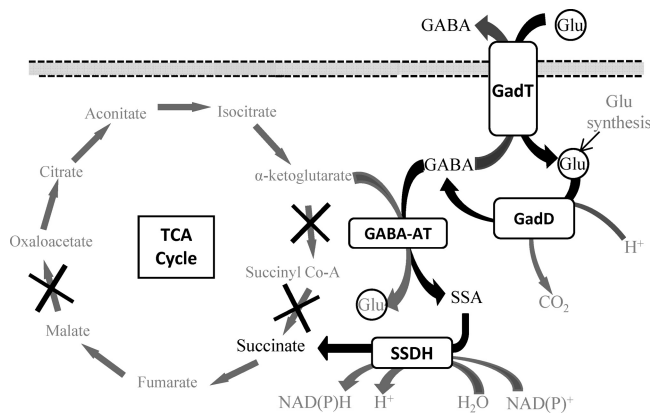 GABA
Glu
GadT
Glu
synthesis
Aconitate
Isocitrate
Citrate
α-ketoglutarate
GABA
Glu
Oxaloacetate
TCA
Cycle
GABA-AT
GadD
H+
Succinyl Co-A
Glu
SSA
CO2
Malate
Succinate
SSDH
Fumarate
NAD(P)H
H+
H2O
NAD(P)+